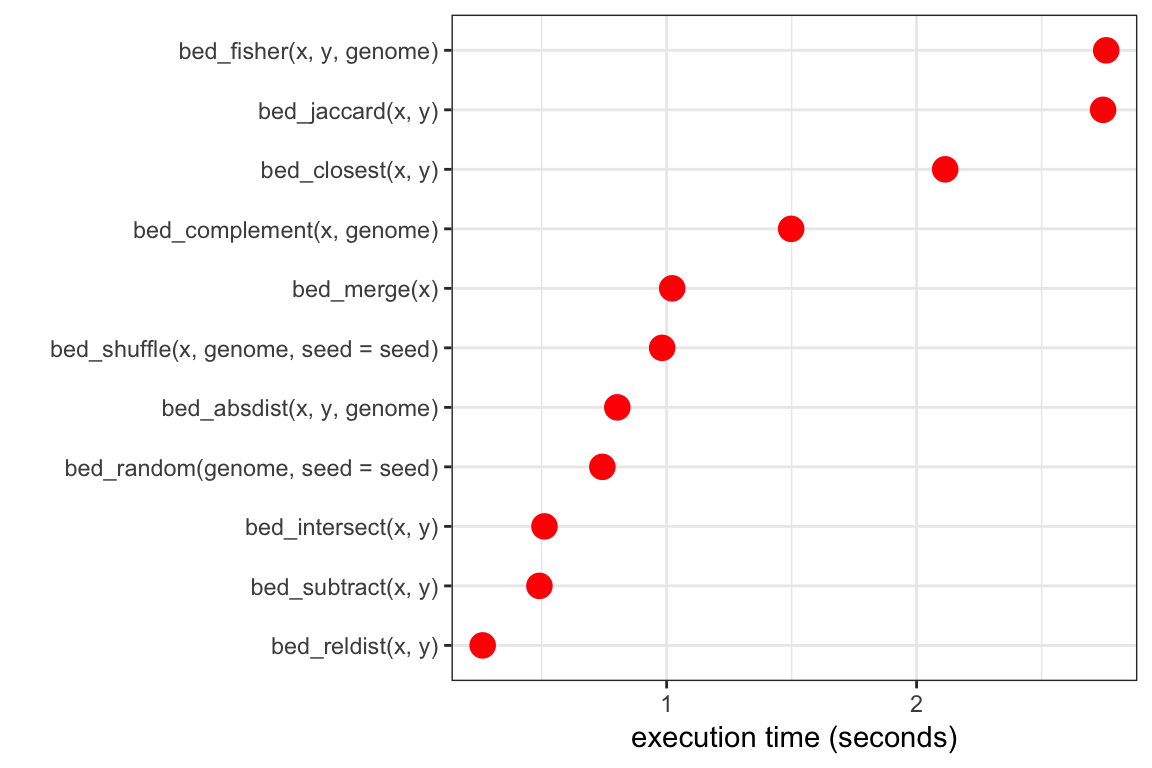 bed_fisher(x, y, genome)
bed_jaccard(x, y)
bed_closest(x, y)
bed_complement(x, genome)
bed_merge(x)
bed_shuffle(x, genome, seed = seed)
bed_absdist(x, y, genome)
bed_random(genome, seed = seed)
bed_intersect(x, y)
bed_subtract(x, y)
bed_reldist(x, y)
1 2
execution time (seconds)